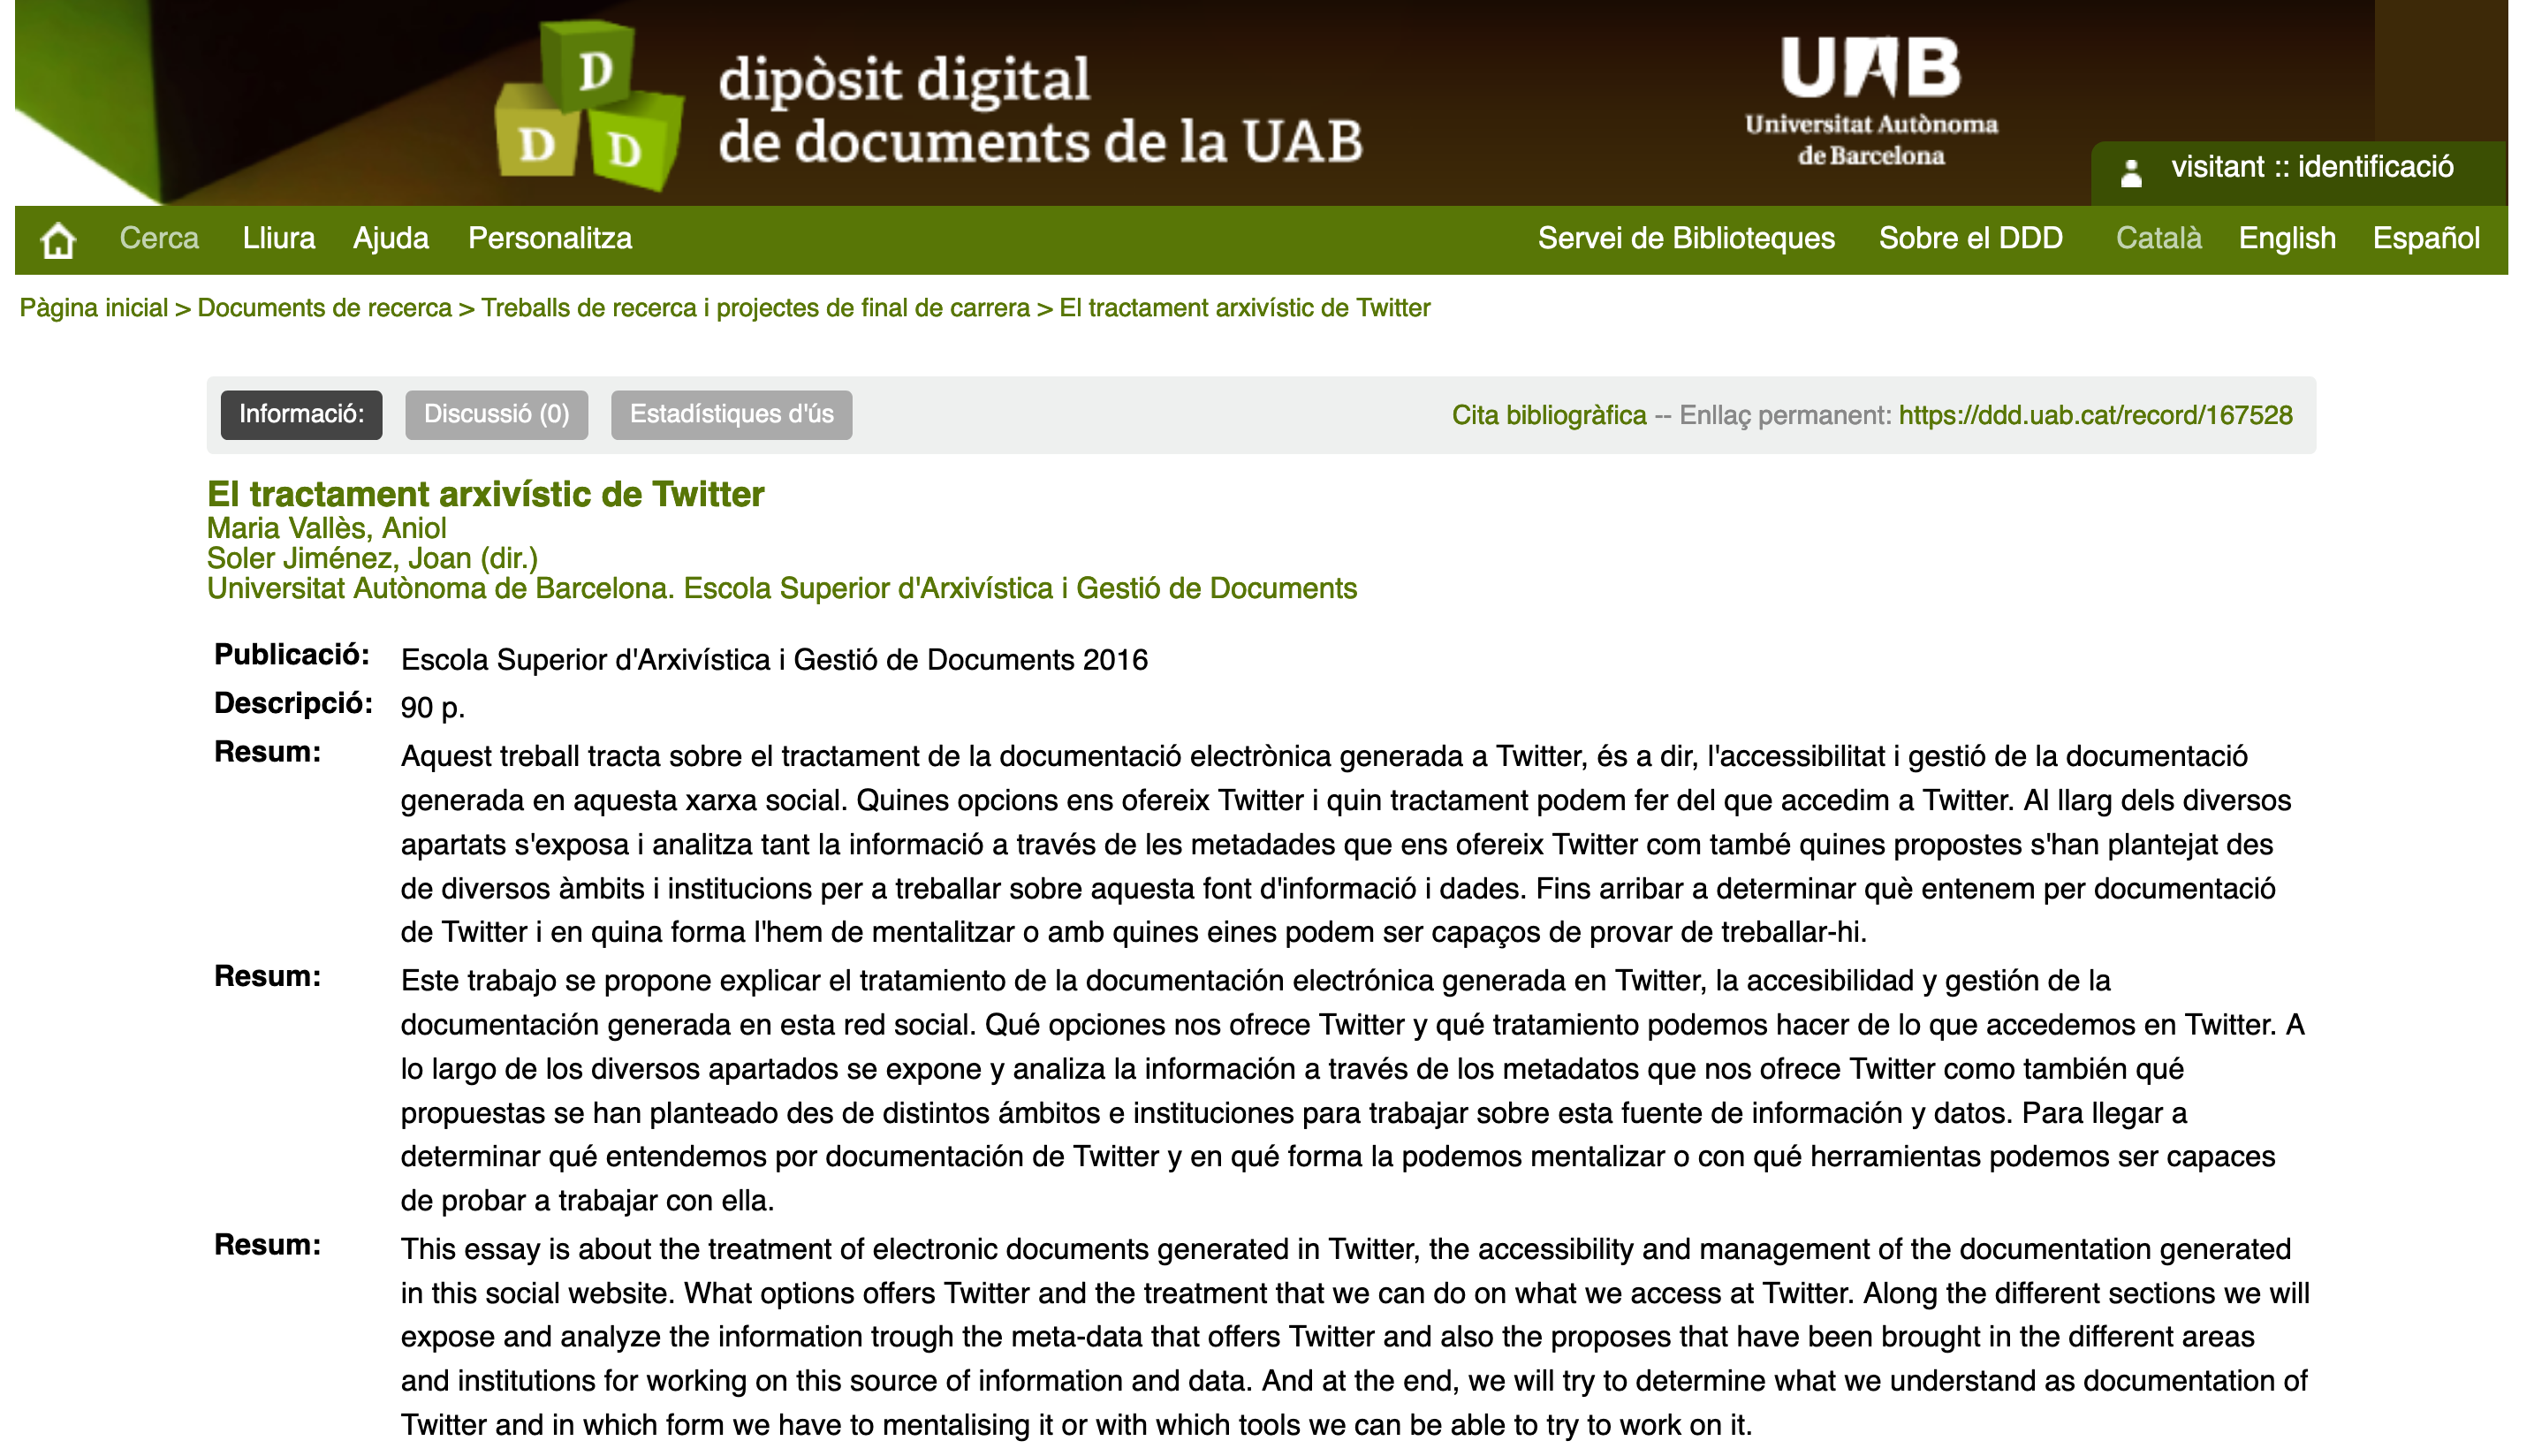 D
D
D
dipòsit digital
de documents de la UAB
UAB
Universitat Autònoma
de Barcelona
visitant :: identificació
Cerca Lliura Ajuda Personalitza Servei de Biblioteques Sobre el DDD Català English Español
Pàgina inicial > Documents de recerca > Treballs de recerca i projectes de final de carrera > El tractament arxivístic de Twitter
Informació: Discussió (0) Estadístiques d'ús Cita bibliogràfica -- Enllaç permanent: https://ddd.uab.cat/record/167528
El tractament arxivístic de Twitter
Maria Vallès, Aniol
Soler Jiménez, Joan (dir.)
Universitat Autònoma de Barcelona. Escola Superior d'Arxivística i Gestió de Documents
Publicació: Escola Superior d'Arxivística i Gestió de Documents 2016
Descripció: 90 p.
Resum: Aquest treball tracta sobre el tractament de la documentació electrònica generada a Twitter, és a dir, l'accessibilitat i gestió de la documentació
generada en aquesta xarxa social. Quines opcions ens ofereix Twitter i quin tractament podem fer del que accedim a Twitter. Al llarg dels diversos
apartats s'exposa i analitza tant la informació a través de les metadades que ens ofereix Twitter com també quines propostes s'han plantejat des
de diversos àmbits i institucions per a treballar sobre aquesta font d'informació i dades. Fins arribar a determinar què entenem per documentació
de Twitter i en quina forma l'hem de mentalitzar o amb quines eines podem ser capaços de provar de treballar-hi.
Resum: Este trabajo se propone explicar el tratamiento de la documentación electrónica generada en Twitter, la accesibilidad y gestión de la
documentación generada en esta red social. Qué opciones nos ofrece Twitter y qué tratamiento podemos hacer de lo que accedemos en Twitter. A
lo largo de los diversos apartados se expone y analiza la información a través de los metadatos que nos ofrece Twitter como también qué
propuestas se han planteado des de distintos ámbitos e instituciones para trabajar sobre esta fuente de información y datos. Para llegar a
determinar qué entendemos por documentación de Twitter y en qué forma la podemos mentalizar o con qué herramientas podemos ser capaces
de probar a trabajar con ella.
Resum: This essay is about the treatment of electronic documents generated in Twitter, the accessibility and management of the documentation generated
in this social website. What options offers Twitter and the treatment that we can do on what we access at Twitter. Along the different sections we will
expose and analyze the information trough the meta-data that offers Twitter and also the proposes that have been brought in the different areas
and institutions for working on this source of information and data. And at the end, we will try to determine what we understand as documentation of
Twitter and in which form we have to mentalising it or with which tools we can be able to try to work on it.